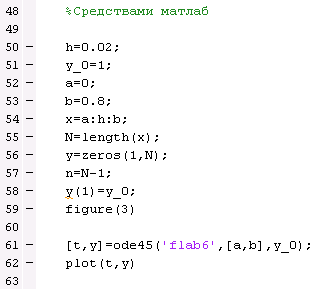 48 %Средствами матлаб
49
50 – h=0.02;
51 – y_0=1;
52 – a=0;
53 – b=0.8;
54 – x=a:h:b;
55 – N=length(x);
56 – y=zeros(1,N);
57 – n=N-1;
58 – y(1)=y_0;
59 – figure(3)
60
61 – [t,y]=ode45('flab6',[a,b],y_0);
62 – plot(t,y)
63